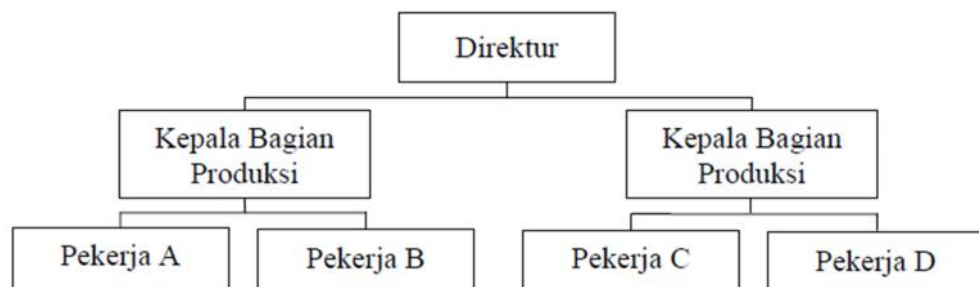 Direktur
Kepala Bagian
Produksi
Kepala Bagian
Produksi
Pekerja A
Pekerja B
Pekerja C
Pekerja D